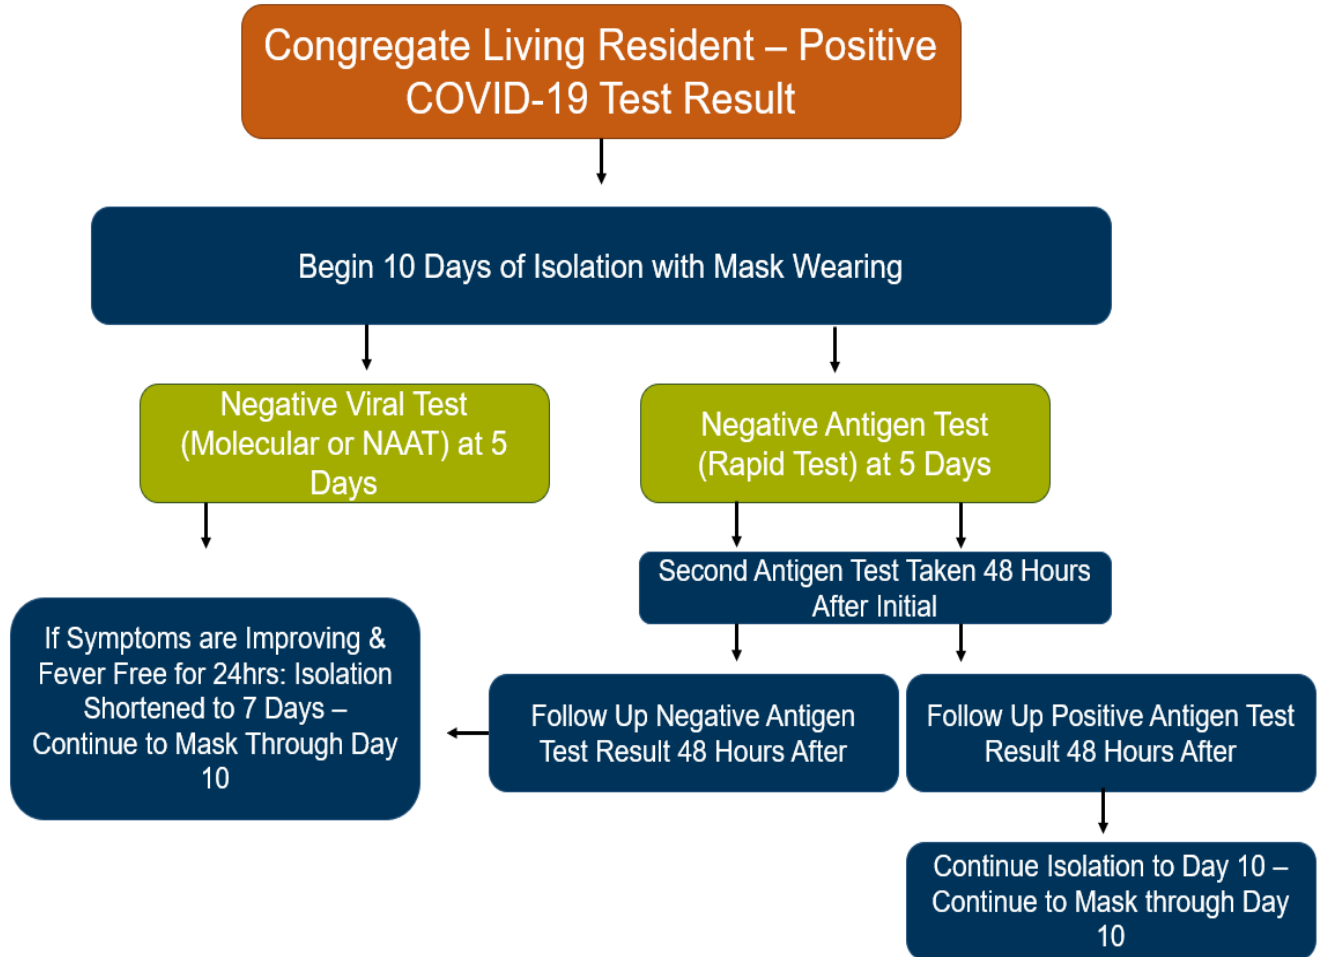 Congregate Living Resident – Positive
COVID-19 Test Result
Begin 10 Days of Isolation with Mask Wearing
Negative Viral Test
(Molecular or NAAT) at 5
Days
Negative Antigen Test
(Rapid Test) at 5 Days
Second Antigen Test Taken 48 Hours
After Initial
If Symptoms are Improving &
Fever Free for 24hrs: Isolation
Shortened to 7 Days –
Continue to Mask Through Day
10
Follow Up Negative Antigen
Test Result 48 Hours After
Follow Up Positive Antigen Test
Result 48 Hours After
Continue Isolation to Day 10 –
Continue to Mask through Day
10